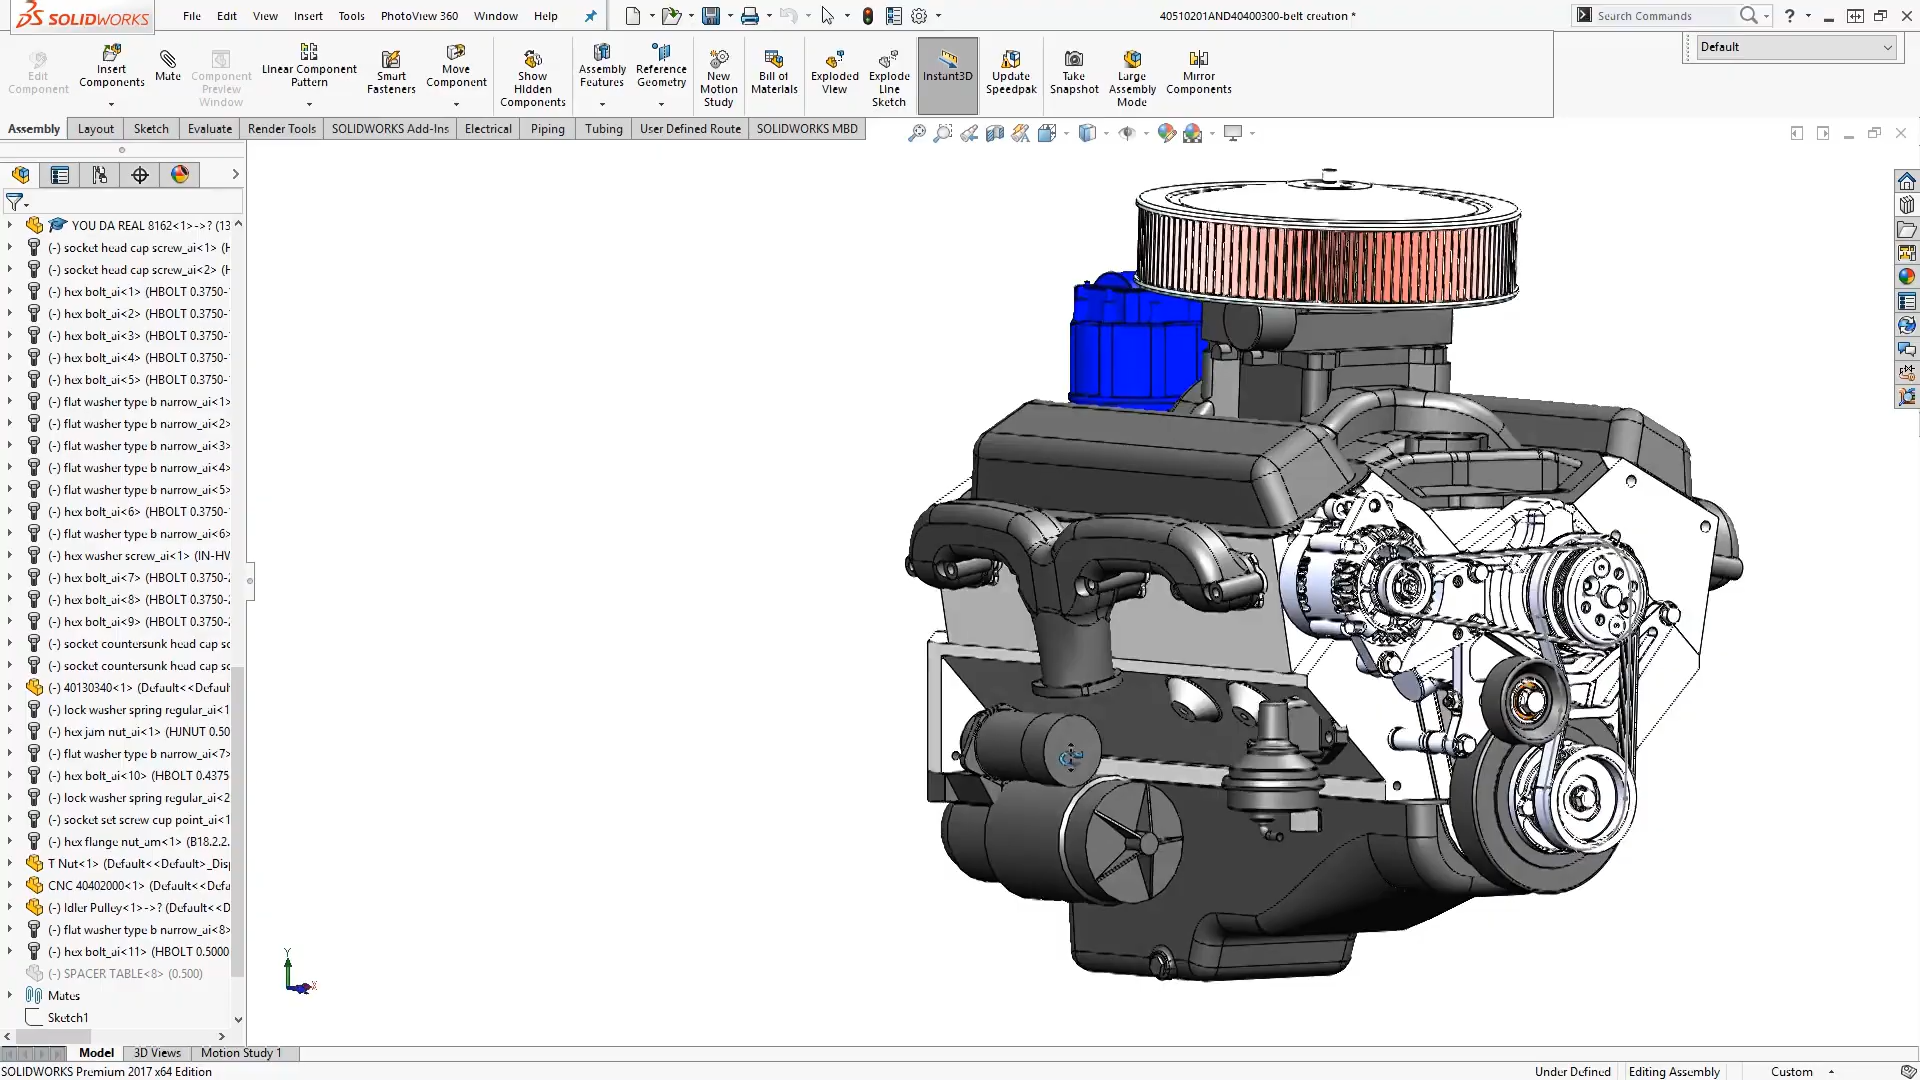 SOLIDWORKS
File Edit View Insert Tools PhotoView 360 Window Help
40510201AND40400300-belt creation *
Search Commands
Default
Edit Component
Insert Components
Mate
Component Preview Window
Linear Component Pattern
Smart Fasteners
Move Component
Show Hidden Components
Assembly Features
Reference Geometry
New Motion Study
Bill of Materials
Exploded View
Explode Line Sketch
Instant3D
Update Speedpak
Take Snapshot
Large Assembly Mode
Mirror Components
Assembly Layout Sketch Evaluate Render Tools SOLIDWORKS Add-Ins Electrical Piping Tubing User Defined Route SOLIDWORKS MBD
YOU DA REAL 8162<1>->? (13
(-) socket head cap screw_ai<1> (H
(-) socket head cap screw_ai<2> (H
(-) hex bolt_ai<1> (HBOLT 0.3750-1
(-) hex bolt_ai<2> (HBOLT 0.3750-1
(-) hex bolt_ai<3> (HBOLT 0.3750-1
(-) hex bolt_ai<4> (HBOLT 0.3750-1
(-) hex bolt_ai<5> (HBOLT 0.3750-1
(-) flat washer type b narrow_ai<1>
(-) flat washer type b narrow_ai<2>
(-) flat washer type b narrow_ai<3>
(-) flat washer type b narrow_ai<4>
(-) flat washer type b narrow_ai<5>
(-) hex bolt_ai<6> (HBOLT 0.3750-1
(-) flat washer type b narrow_ai<6>
(-) hex washer screw_ai<1> (IN-HW
(-) hex bolt_ai<7> (HBOLT 0.3750-2
(-) hex bolt_ai<8> (HBOLT 0.3750-2
(-) hex bolt_ai<9> (HBOLT 0.3750-2
(-) socket countersunk head cap sc
(-) socket countersunk head cap sc
(-) 40130340<1> (Default<<Defaul
(-) lock washer spring regular_ai<1
(-) hex jam nut_ai<1> (HJNUT 0.50
(-) flat washer type b narrow_ai<7>
(-) hex bolt_ai<10> (HBOLT 0.4375
(-) lock washer spring regular_ai<2
(-) socket set screw cup point_ai<1
(-) hex flange nut_am<1> (B18.2.2.
T Nut<1> (Default<<Default>_Disp
CNC 40402000<1> (Default<<Defa
(-) Idler Pulley<1>->? (Default<<D
(-) flat washer type b narrow_ai<8>
(-) hex bolt_ai<11> (HBOLT 0.5000
(-) SPACER TABLE<8> (0.500)
Mates
Sketch1
Y
X
Model 3D Views Motion Study 1
SOLIDWORKS Premium 2017 x64 Edition
Under Defined Editing Assembly Custom